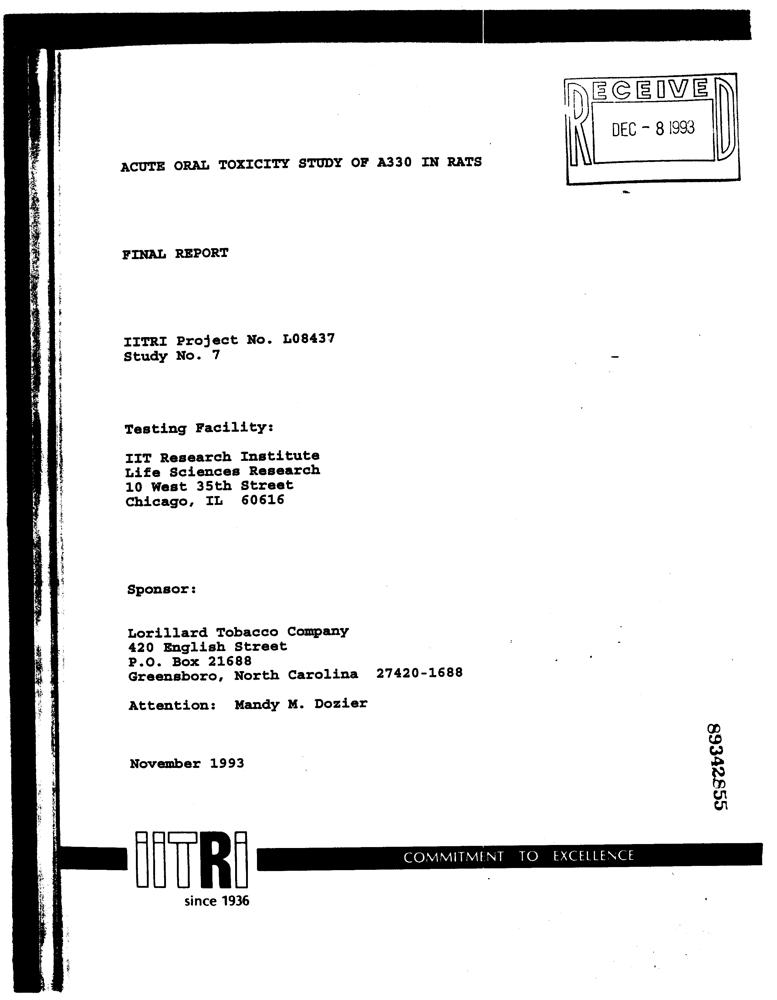 RECEIVED
DEC - 8 1993
ACUTE ORAL TOXICITY STUDY OF A330 IN RATS
FINAL REPORT
IITRI Project No. L08437
Study No. 7
Testing Facility:
IIT Research Institute
Life Sciences Research
10 West 35th Street
Chicago, IL 60616
Sponsor:
Lorillard Tobacco Company
420 English Street
P.O. Box 21688
Greensboro, North Carolina 27420-1688
Attention: Mandy M. Dozier
November 1993
89342855
IITRI
COMMITMENT TO EXCELLENCE
since 1936